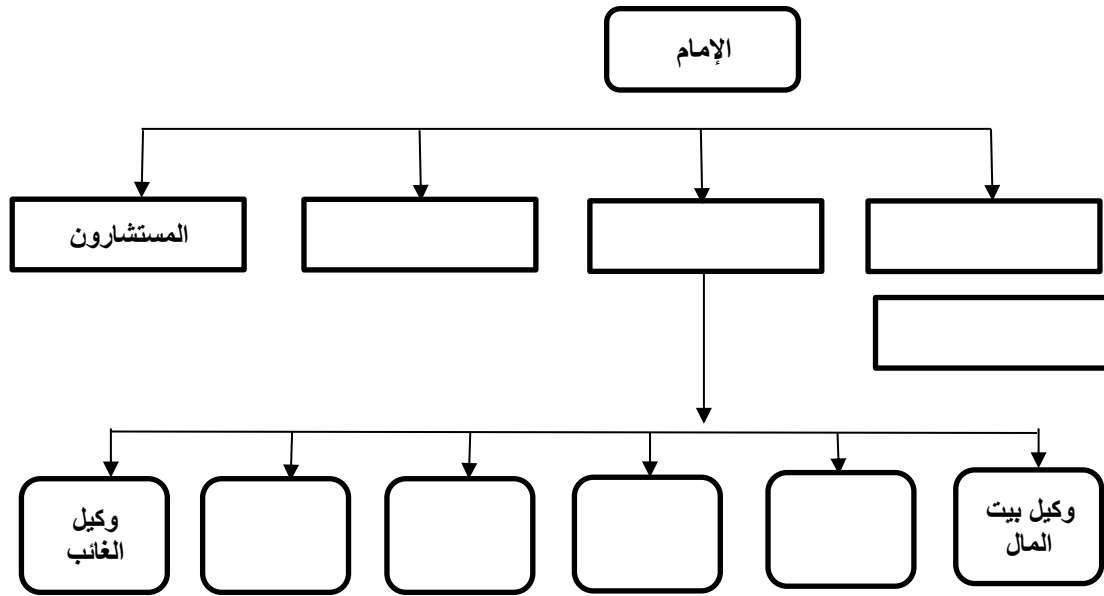 الإمام
المستشارون
وكيل بيت
المال
وكيل
الغائب